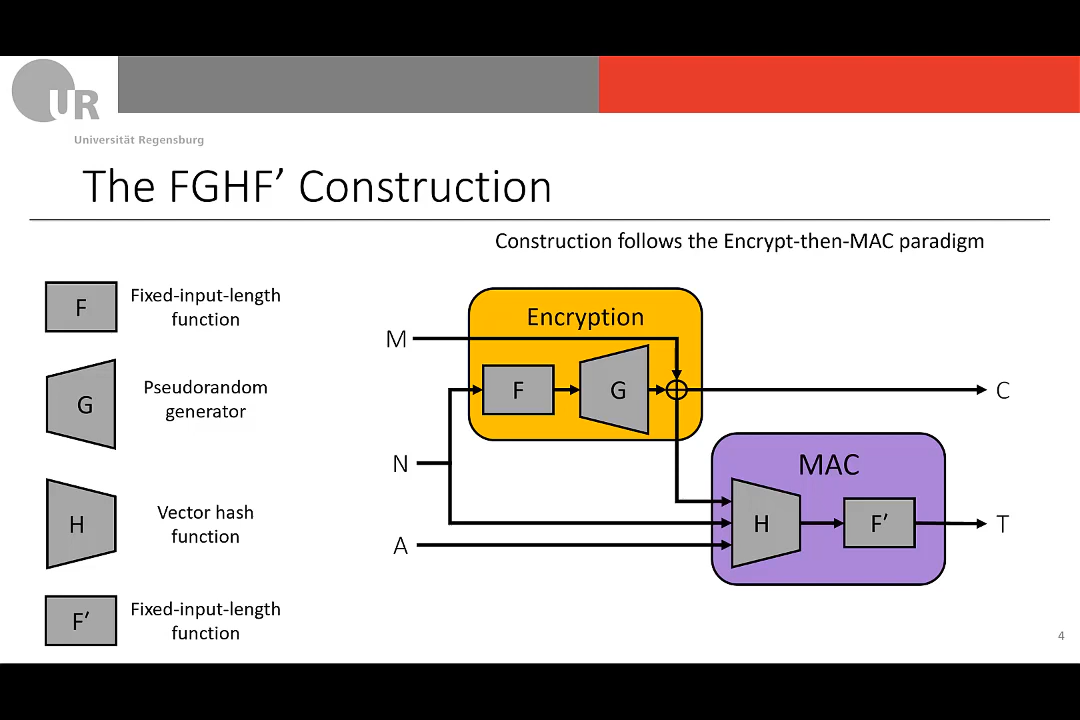 UR
Universität Regensburg
The FGHF′ Construction
Construction follows the Encrypt-then-MAC paradigm
F
Fixed-input-length
function
G
Pseudorandom
generator
H
Vector hash
function
F′
Fixed-input-length
function
Encryption
M
F
G
C
N
MAC
H
F′
T
A
4